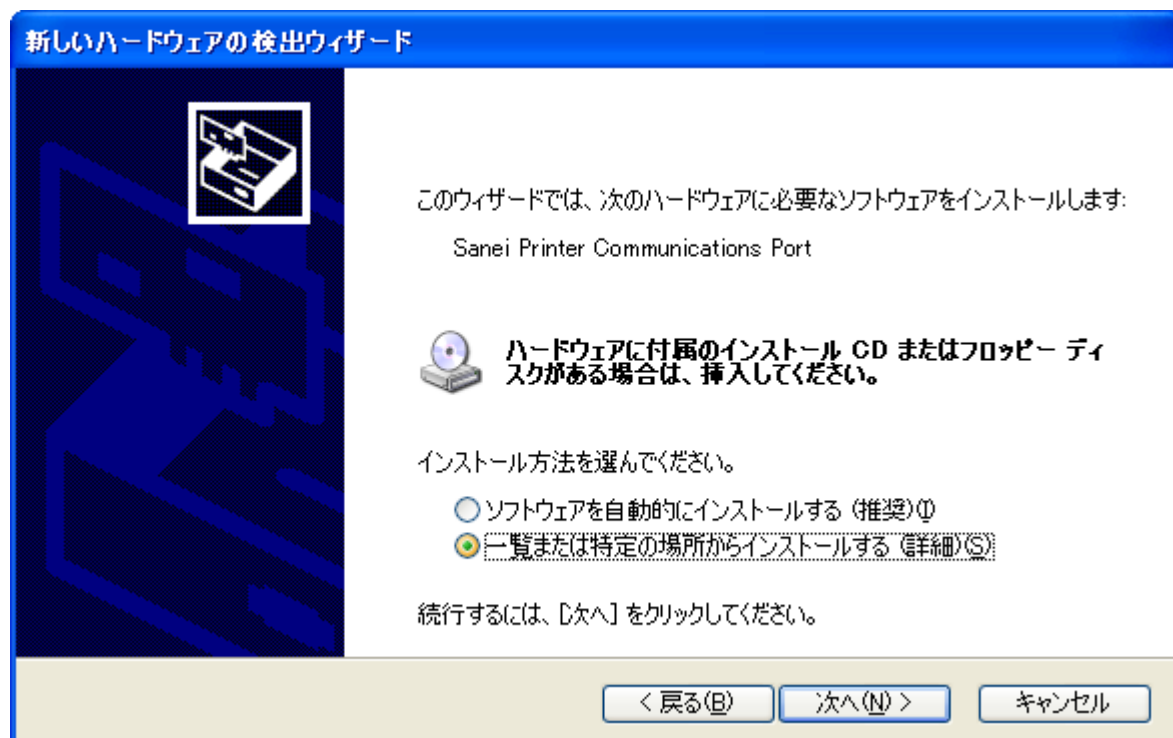 新しいハードウェアの検出ウィザード
このウィザードでは、次のハードウェアに必要なソフトウェアをインストールします:
Sanei Printer Communications Port
ハードウェアに付属のインストール CD またはフロッピー ディ
スクがある場合は、挿入してください。
インストール方法を選んでください。
ソフトウェアを自動的にインストールする (推奨)(I)
一覧または特定の場所からインストールする (詳細)(S)
続行するには、[次へ] をクリックしてください。
< 戻る(B) 次へ(N) > キャンセル